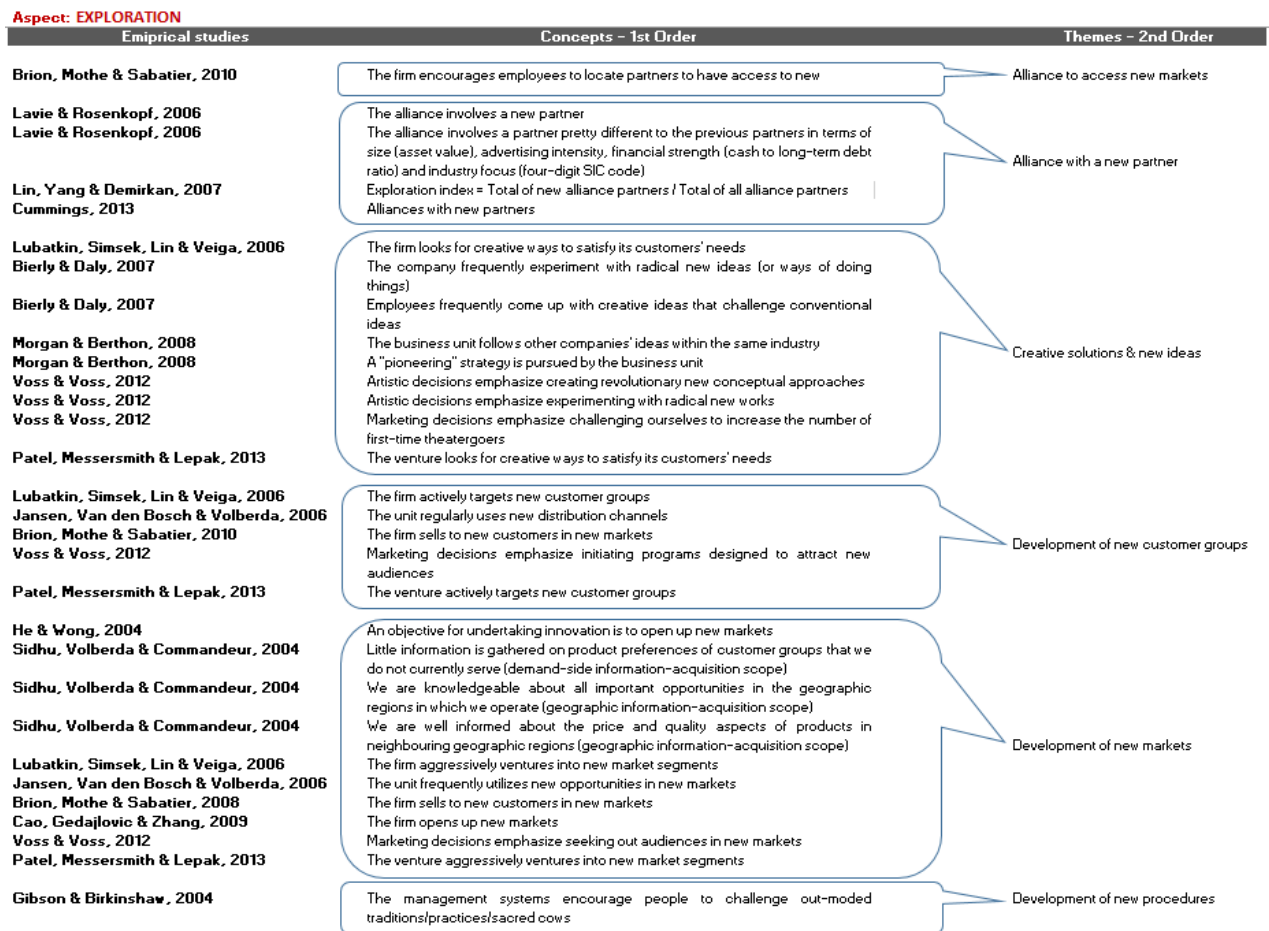 Aspect: EXPLORATION
Emiprical studies Concepts – 1st Order Themes – 2nd Order
Brion, Mothe & Sabatier, 2010 The firm encourages employees to locate partners to have access to new Alliance to access new markets
Lavie & Rosenkopf, 2006 The alliance involves a new partner
Lavie & Rosenkopf, 2006 The alliance involves a partner pretty different to the previous partners in terms of
size (asset value), advertising intensity, financial strength (cash to long-term debt
ratio) and industry focus (four-digit SIC code)
Alliance with a new partner
Lin, Yang & Demirkan, 2007 Exploration index = Total of new alliance partners / Total of all alliance partners
Cummings, 2013 Alliances with new partners
Lubatkin, Simsek, Lin & Veiga, 2006 The firm looks for creative ways to satisfy its customers' needs
Bierly & Daly, 2007 The company frequently experiment with radical new ideas (or ways of doing
things)
Bierly & Daly, 2007 Employees frequently come up with creative ideas that challenge conventional
ideas
Morgan & Berthon, 2008 The business unit follows other companies' ideas within the same industry
Creative solutions & new ideas
Morgan & Berthon, 2008 A "pioneering" strategy is pursued by the business unit
Voss & Voss, 2012 Artistic decisions emphasize creating revolutionary new conceptual approaches
Voss & Voss, 2012 Artistic decisions emphasize experimenting with radical new works
Voss & Voss, 2012 Marketing decisions emphasize challenging ourselves to increase the number of
first-time theatergoers
Patel, Messersmith & Lepak, 2013 The venture looks for creative ways to satisfy its customers' needs
Lubatkin, Simsek, Lin & Veiga, 2006 The firm actively targets new customer groups
Jansen, Van den Bosch & Volberda, 2006 The unit regularly uses new distribution channels
Brion, Mothe & Sabatier, 2010 The firm sells to new customers in new markets
Development of new customer groups
Voss & Voss, 2012 Marketing decisions emphasize initiating programs designed to attract new
audiences
Patel, Messersmith & Lepak, 2013 The venture actively targets new customer groups
He & Wong, 2004 An objective for undertaking innovation is to open up new markets
Sidhu, Volberda & Commandeur, 2004 Little information is gathered on product preferences of customer groups that we
do not currently serve (demand-side information-acquisition scope)
Sidhu, Volberda & Commandeur, 2004 We are knowledgeable about all important opportunities in the geographic
regions in which we operate (geographic information-acquisition scope)
Sidhu, Volberda & Commandeur, 2004 We are well informed about the price and quality aspects of products in
neighbouring geographic regions (geographic information-acquisition scope)
Development of new markets
Lubatkin, Simsek, Lin & Veiga, 2006 The firm aggressively ventures into new market segments
Jansen, Van den Bosch & Volberda, 2006 The unit frequently utilizes new opportunities in new markets
Brion, Mothe & Sabatier, 2008 The firm sells to new customers in new markets
Cao, Gedajlovic & Zhang, 2009 The firm opens up new markets
Voss & Voss, 2012 Marketing decisions emphasize seeking out audiences in new markets
Patel, Messersmith & Lepak, 2013 The venture aggressively ventures into new market segments
Gibson & Birkinshaw, 2004 The management systems encourage people to challenge out-moded Development of new procedures
traditions/practices/sacred cows